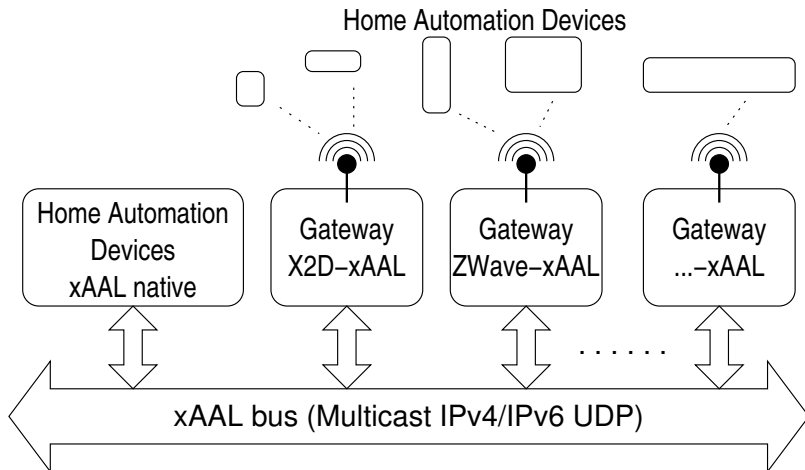 Home Automation Devices
Home Automation
Devices
xAAL native
Gateway
X2D–xAAL
Gateway
ZWave–xAAL
Gateway
...–xAAL
. . . . . .
xAAL bus (Multicast IPv4/IPv6 UDP)